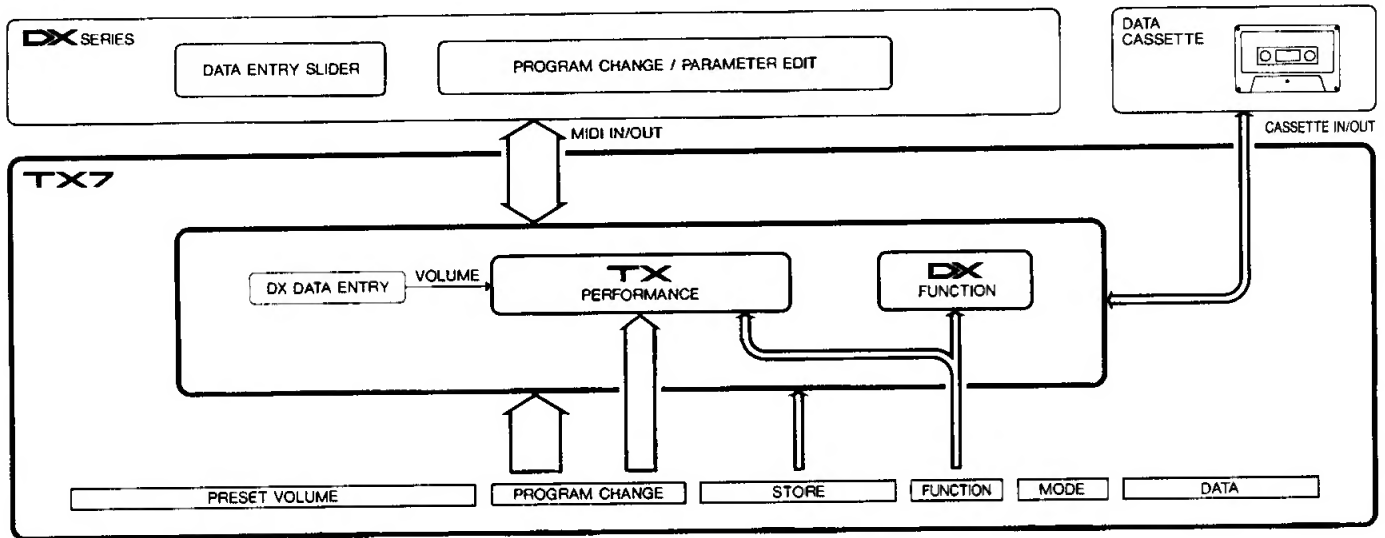 DX SERIES
DATA ENTRY SLIDER
PROGRAM CHANGE / PARAMETER EDIT
DATA
CASSETTE
MIDI IN/OUT
CASSETTE IN/OUT
TX7
DX DATA ENTRY
VOLUME
TX
PERFORMANCE
DX
FUNCTION
PRESET VOLUME
PROGRAM CHANGE
STORE
FUNCTION
MODE
DATA